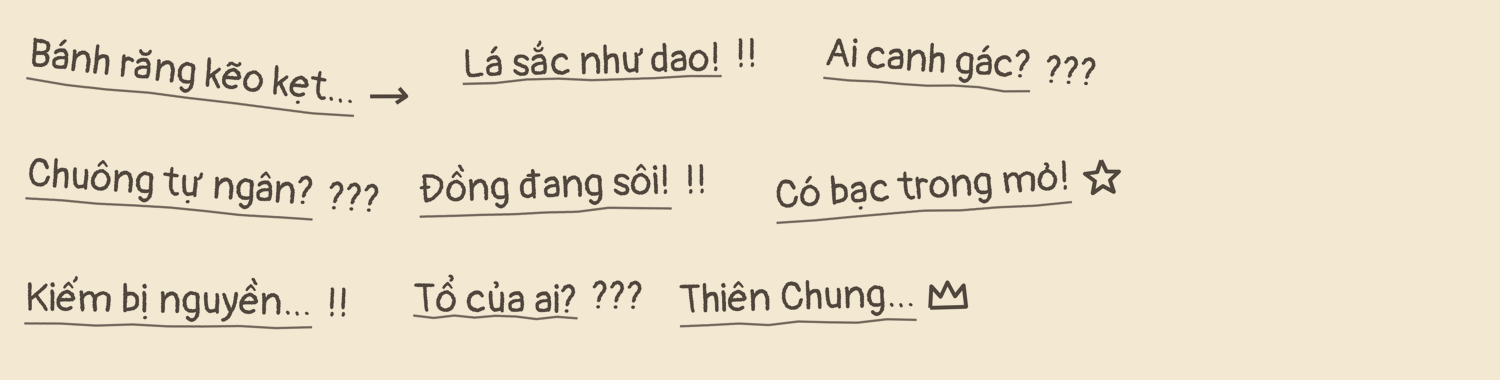 Bánh răng kẽo kẹt... → Lá sắc như dao! !! Ai canh gác? ???
Chuông tự ngân? ??? Đồng đang sôi! !! Có bạc trong mỏ! ☆
Kiếm bị nguyền... !! Tổ của ai? ??? Thiên Chung...